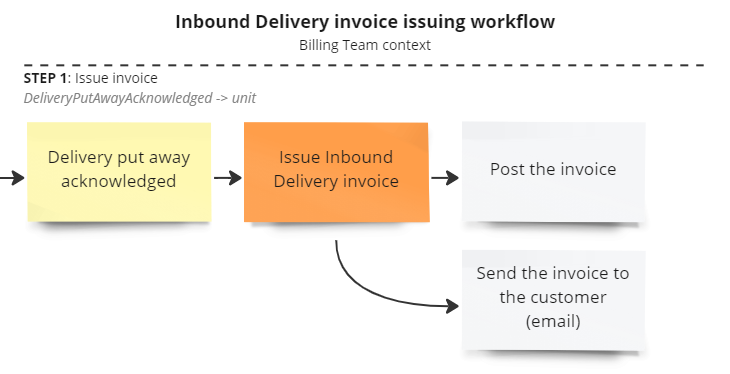 Inbound Delivery invoice issuing workflow
Billing Team context
STEP 1: Issue invoice
DeliveryPutAwayAcknowledged -> unit
Delivery put away
acknowledged
Issue Inbound
Delivery invoice
Post the invoice
Send the invoice to
the customer
(email)